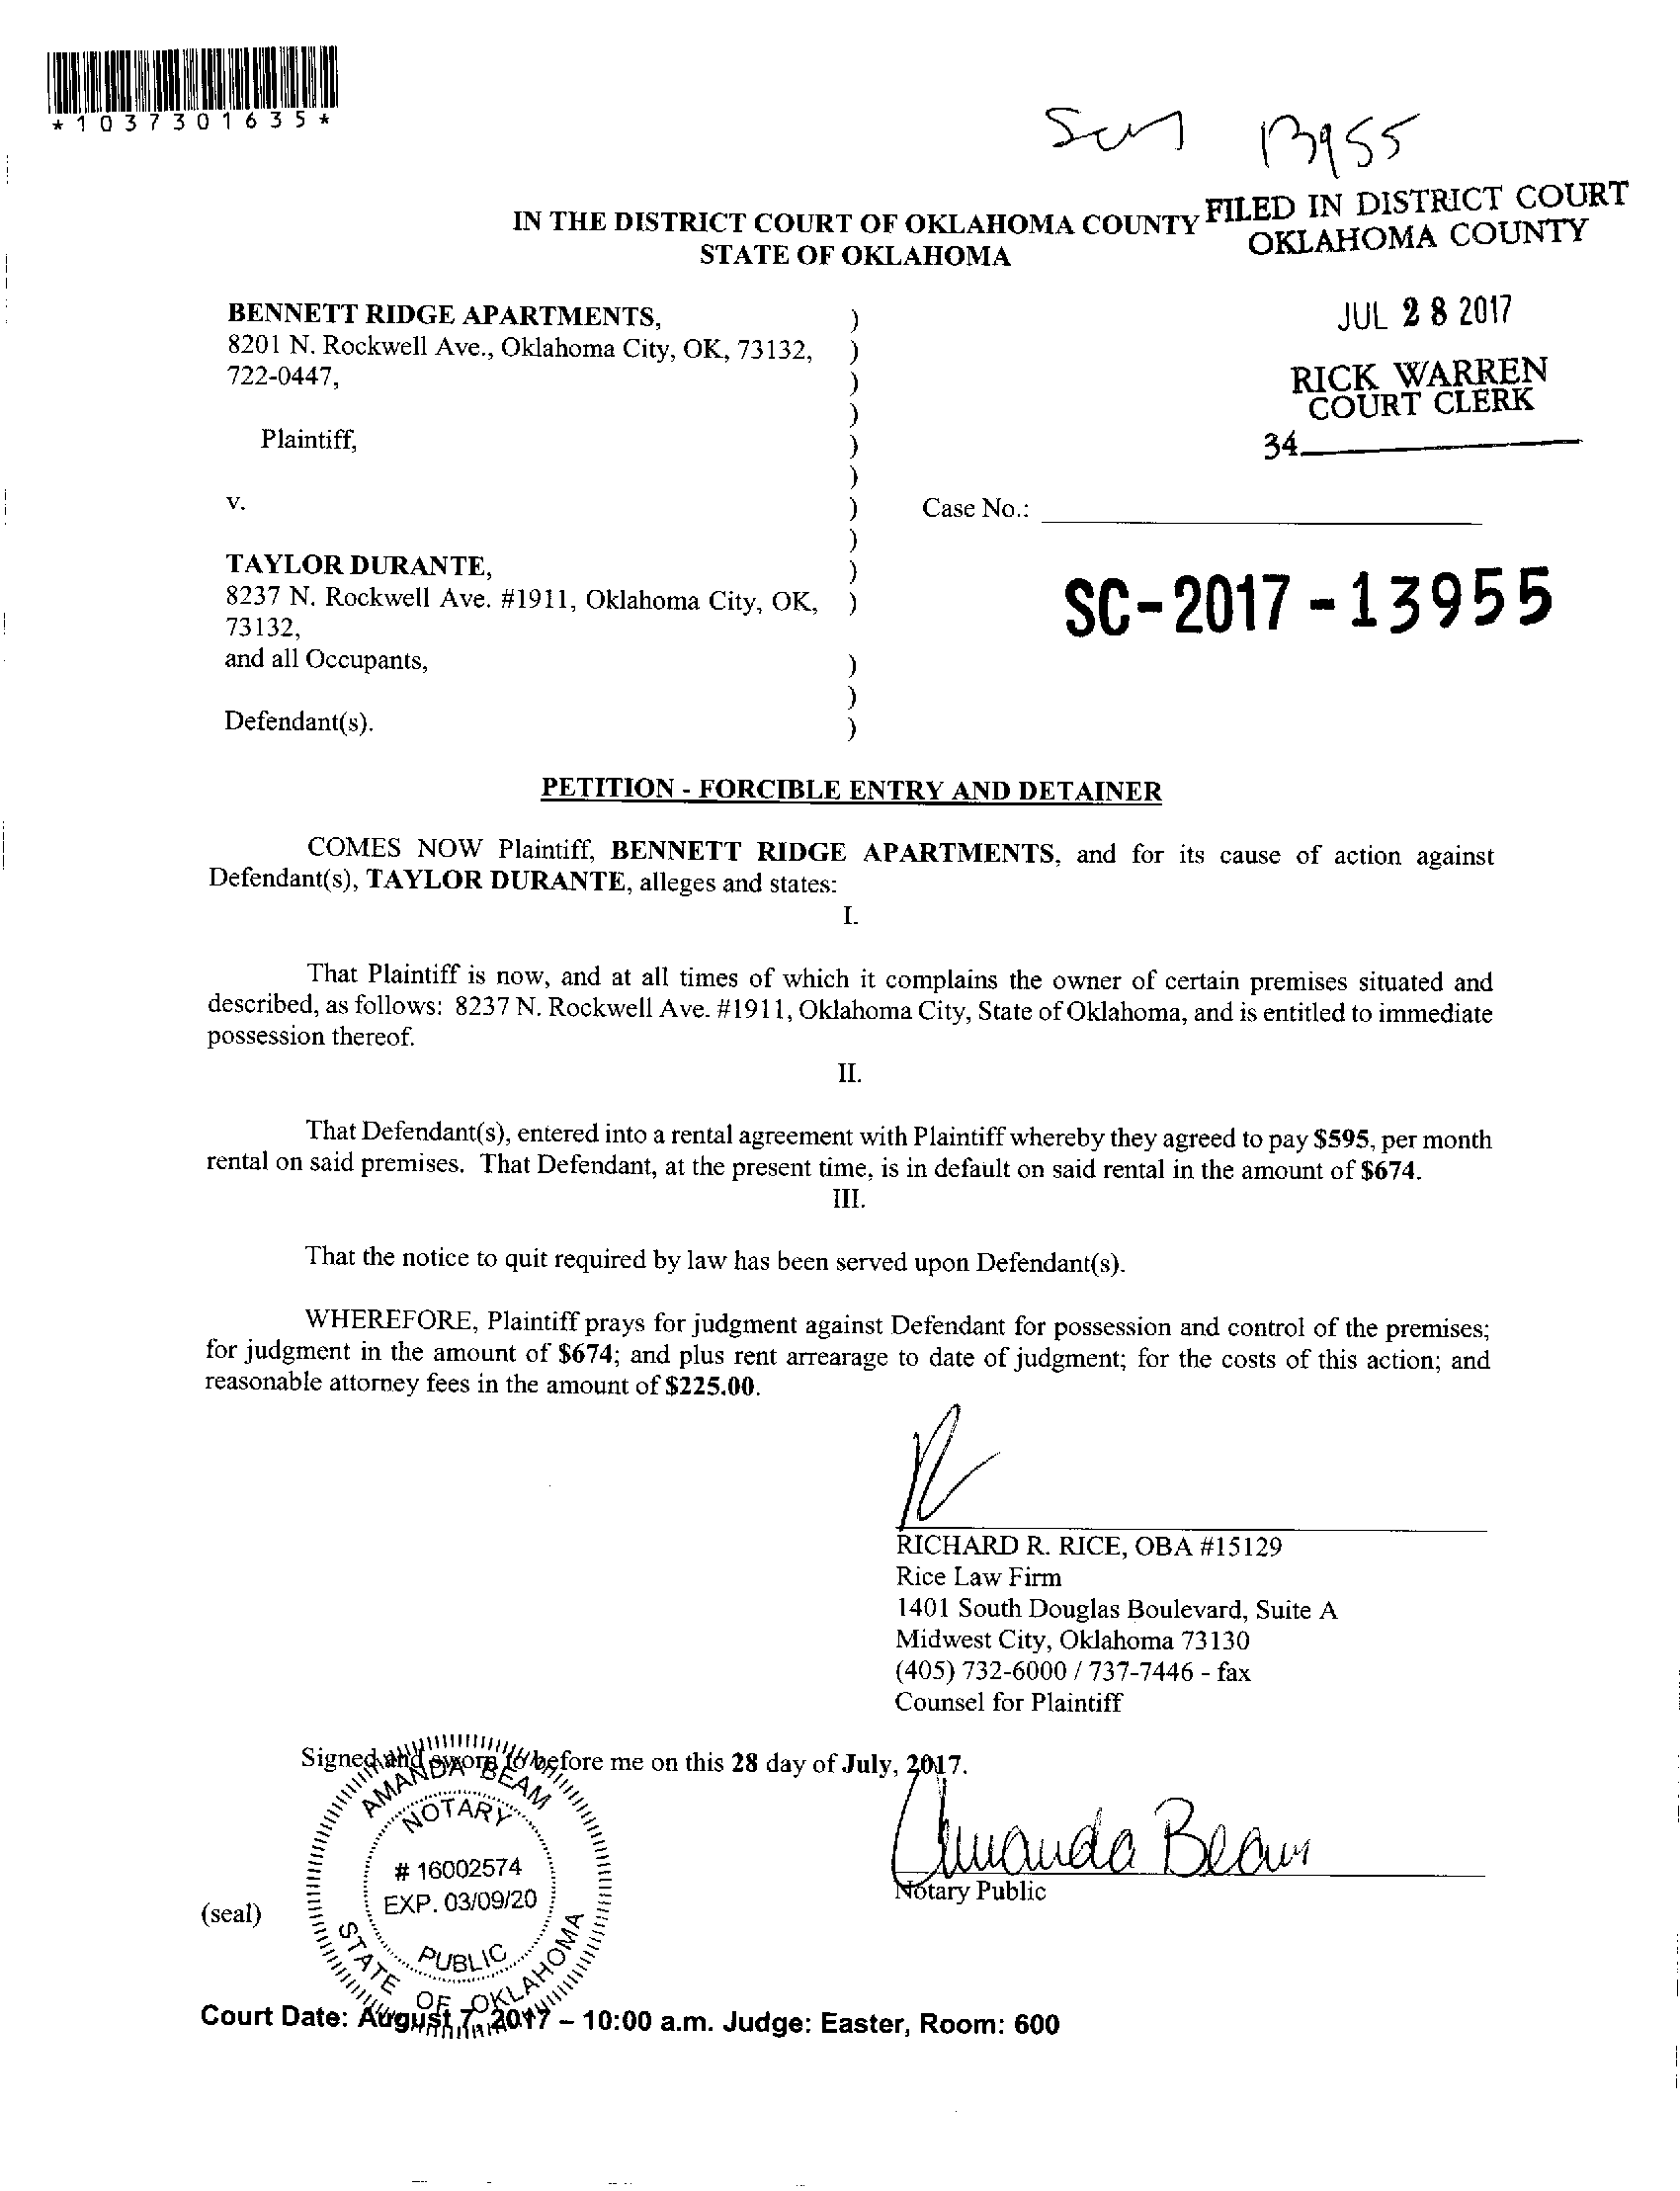 *1037301635*
13955
IN THE DISTRICT COURT OF OKLAHOMA COUNTY
STATE OF OKLAHOMA
FILED IN DISTRICT COURT
OKLAHOMA COUNTY
JUL 28 2017
RICK WARREN
COURT CLERK
34
BENNETT RIDGE APARTMENTS, )
8201 N. Rockwell Ave., Oklahoma City, OK, 73132, )
722-0447, )
)
Plaintiff, )
)
v. ) Case No.:
)
TAYLOR DURANTE, )
8237 N. Rockwell Ave. #1911, Oklahoma City, OK, )
73132,
and all Occupants, )
)
Defendant(s). )
SC-2017-13955
PETITION - FORCIBLE ENTRY AND DETAINER
COMES NOW Plaintiff, BENNETT RIDGE APARTMENTS, and for its cause of action against
Defendant(s), TAYLOR DURANTE, alleges and states:
I.
That Plaintiff is now, and at all times of which it complains the owner of certain premises situated and
described, as follows: 8237 N. Rockwell Ave. #1911, Oklahoma City, State of Oklahoma, and is entitled to immediate
possession thereof.
II.
That Defendant(s), entered into a rental agreement with Plaintiff whereby they agreed to pay $595, per month
rental on said premises. That Defendant, at the present time, is in default on said rental in the amount of $674.
III.
That the notice to quit required by law has been served upon Defendant(s).
WHEREFORE, Plaintiff prays for judgment against Defendant for possession and control of the premises;
for judgment in the amount of $674; and plus rent arrearage to date of judgment; for the costs of this action; and
reasonable attorney fees in the amount of $225.00.
RICHARD R. RICE, OBA #15129
Rice Law Firm
1401 South Douglas Boulevard, Suite A
Midwest City, Oklahoma 73130
(405) 732-6000 / 737-7446 - fax
Counsel for Plaintiff
Signed and sworn to before me on this 28 day of July, 2017.
Amanda Beam
Notary Public
(seal)
AMANDA BEAM
NOTARY
# 16002574
EXP. 03/09/20
PUBLIC
STATE OF OKLAHOMA
Court Date: August 7, 2017 – 10:00 a.m. Judge: Easter, Room: 600